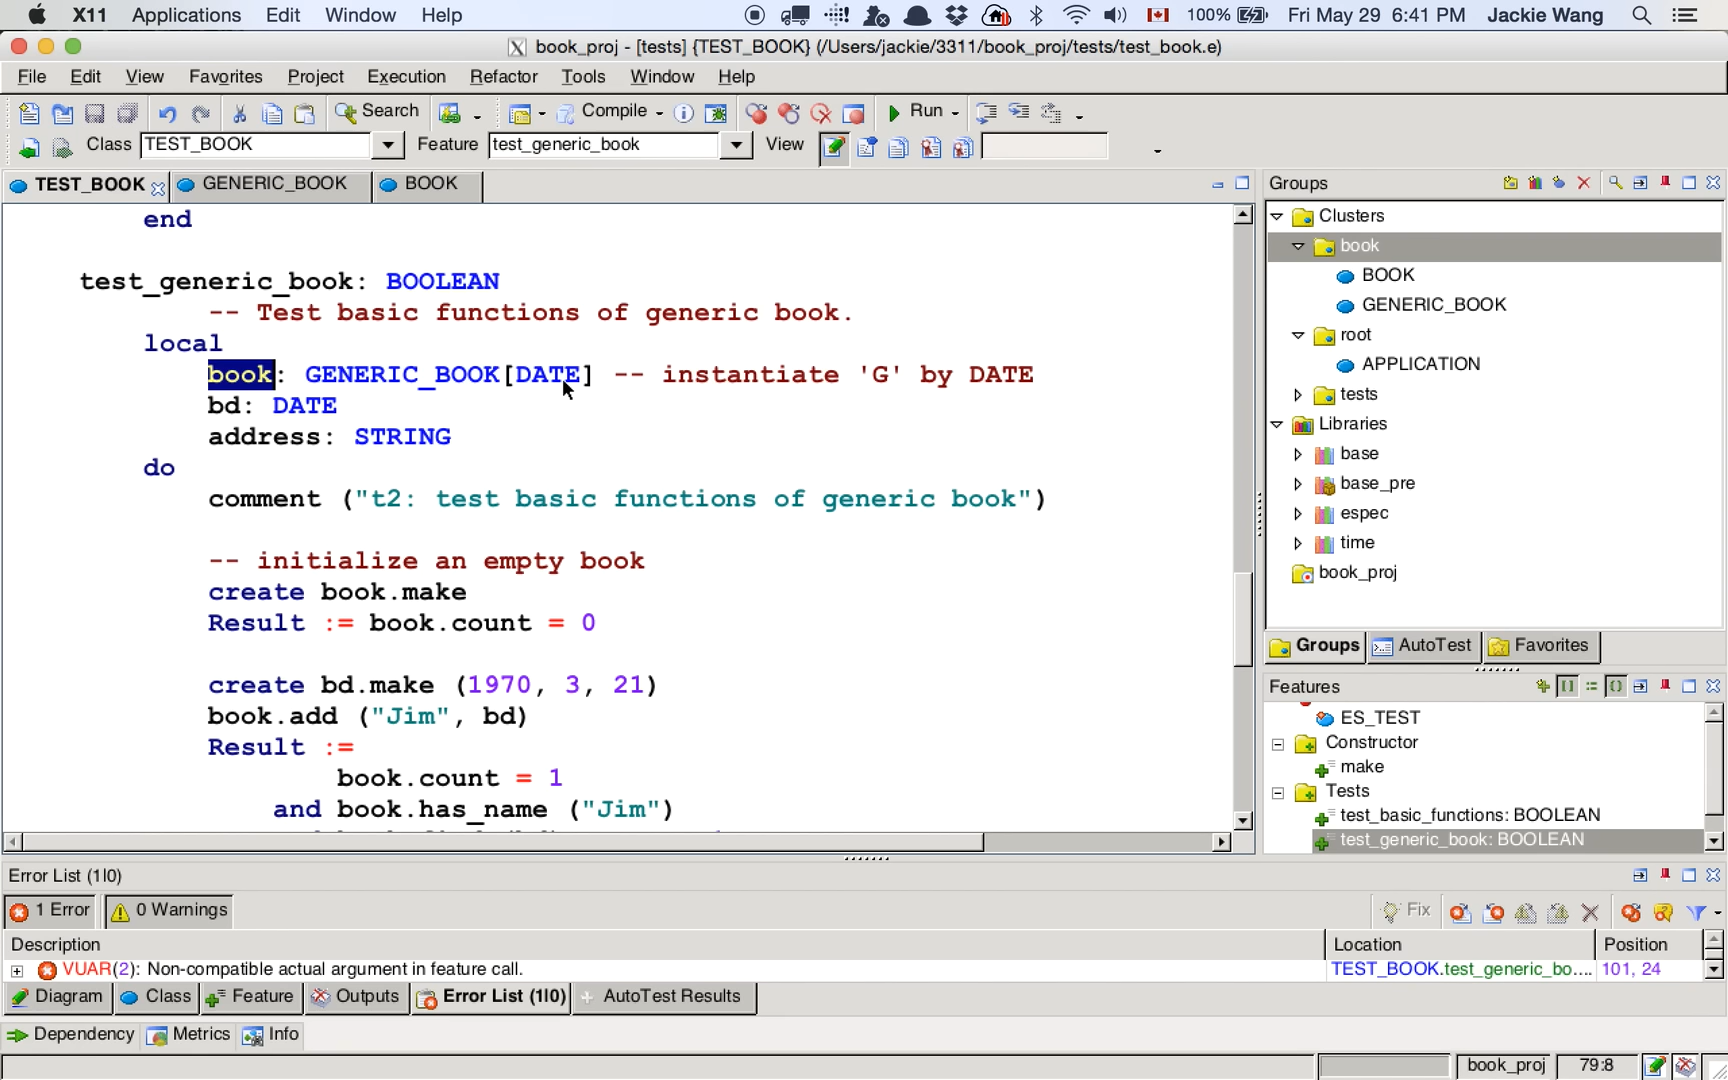 X11 Applications Edit Window Help 100% Fri May 29 6:41 PM Jackie Wang
book_proj - [tests] {TEST_BOOK} (/Users/jackie/3311/book_proj/tests/test_book.e)
File Edit View Favorites Project Execution Refactor Tools Window Help
Search Compile Run
Class TEST_BOOK Feature test_generic_book View
TEST_BOOK GENERIC_BOOK BOOK
end
test_generic_book: BOOLEAN
-- Test basic functions of generic book.
local
book: GENERIC_BOOK[DATE] -- instantiate 'G' by DATE
bd: DATE
address: STRING
do
comment ("t2: test basic functions of generic book")
-- initialize an empty book
create book.make
Result := book.count = 0
create bd.make (1970, 3, 21)
book.add ("Jim", bd)
Result :=
book.count = 1
and book.has_name ("Jim")
Groups
Clusters
book
BOOK
GENERIC_BOOK
root
APPLICATION
tests
Libraries
base
base_pre
espec
time
book_proj
Groups AutoTest Favorites
Features
ES_TEST
Constructor
make
Tests
test_basic_functions: BOOLEAN
test_generic_book: BOOLEAN
Error List (1|0)
1 Error 0 Warnings Fix
Description Location Position
VUAR(2): Non-compatible actual argument in feature call. TEST_BOOK.test_generic_bo.... 101, 24
Diagram Class Feature Outputs Error List (1|0) AutoTest Results
Dependency Metrics Info
book_proj 79:8